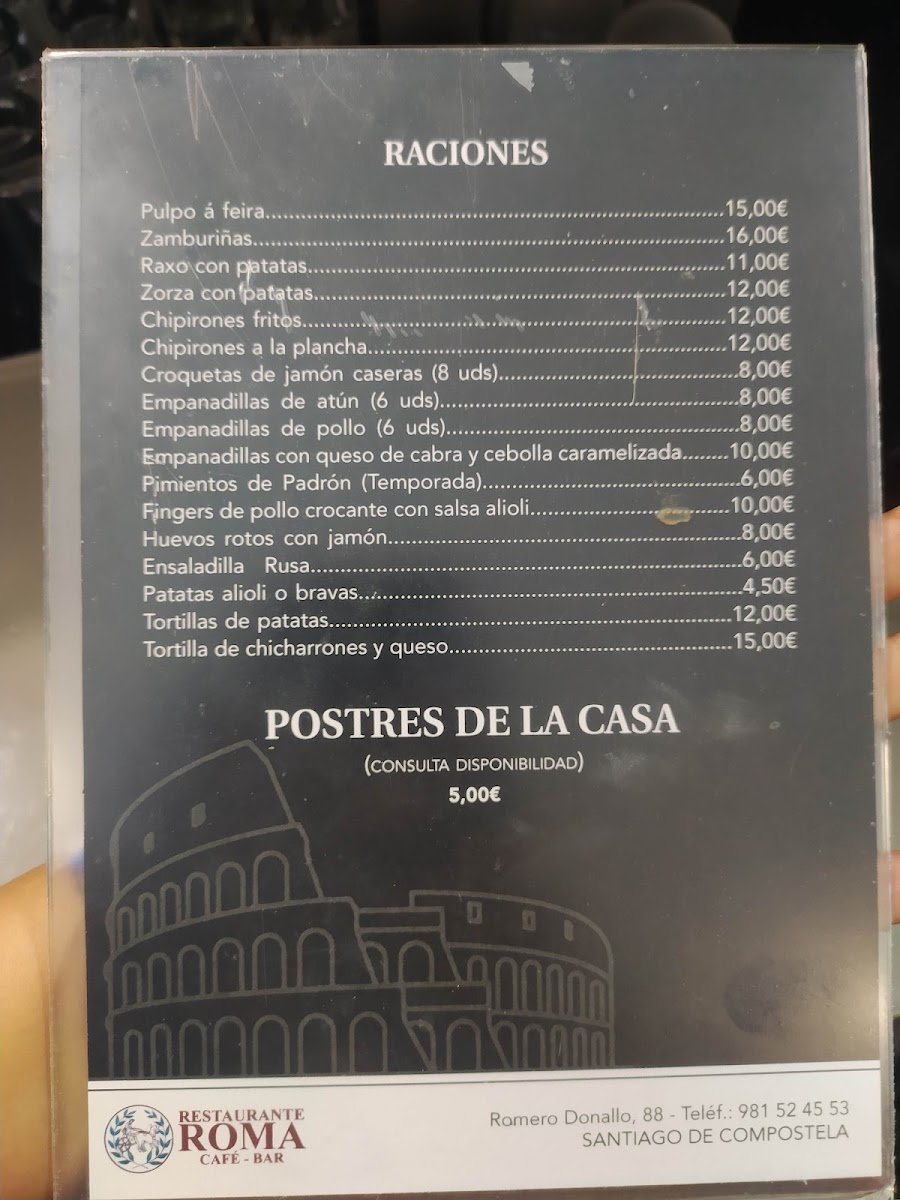 RACIONES
Pulpo á feira........................15,00€
Zamburiñas........................16,00€
Raxo con patatas........................11,00€
Zorza con patatas........................12,00€
Chipirones fritos........................12,00€
Chipirones a la plancha........................12,00€
Croquetas de jamón caseras (8 uds)........................8,00€
Empanadillas de atún (6 uds)........................8,00€
Empanadillas de pollo (6 uds)........................8,00€
Empanadillas con queso de cabra y cebolla caramelizada........10,00€
Pimientos de Padrón (Temporada)........................6,00€
Fingers de pollo crocante con salsa alioli........................10,00€
Huevos rotos con jamón........................8,00€
Ensaladilla Rusa........................6,00€
Patatas alioli o bravas........................4,50€
Tortillas de patatas........................12,00€
Tortilla de chicharrones y queso........................15,00€
POSTRES DE LA CASA
(CONSULTA DISPONIBILIDAD)
5,00€
RESTAURANTE
ROMA
CAFÉ - BAR
Romero Donallo, 88 - Teléf.: 981 52 45 53
SANTIAGO DE COMPOSTELA